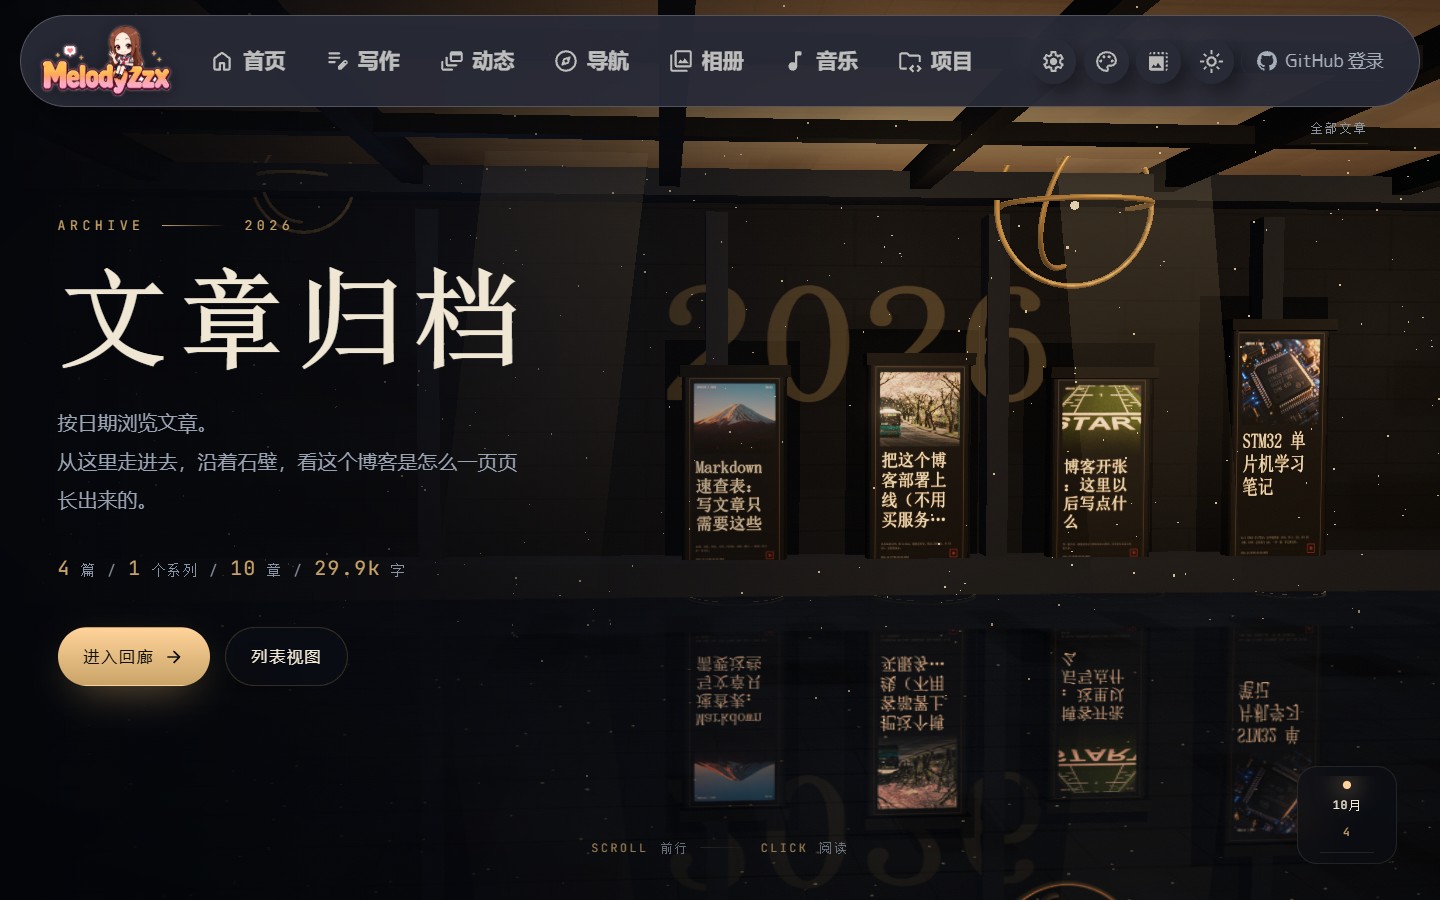 MelodyZzx
首页
写作
动态
导航
相册
音乐
项目
GitHub 登录
全部文章
ARCHIVE
2026
文章归档
按日期浏览文章。
从这里走进去，沿着石壁，看这个博客是怎么一页页
长出来的。
4 篇 / 1 个系列 / 10 章 / 29.9k 字
进入回廊 →
列表视图
2026
Markdown
速查表：
写文章只
需要这些
把这个博
客部署上
线（不用
买服务…
START
博客开张
：这里以
后写点什
么
STM32 单
片机学习
笔记
10月
4
SCROLL 前行
CLICK 阅读